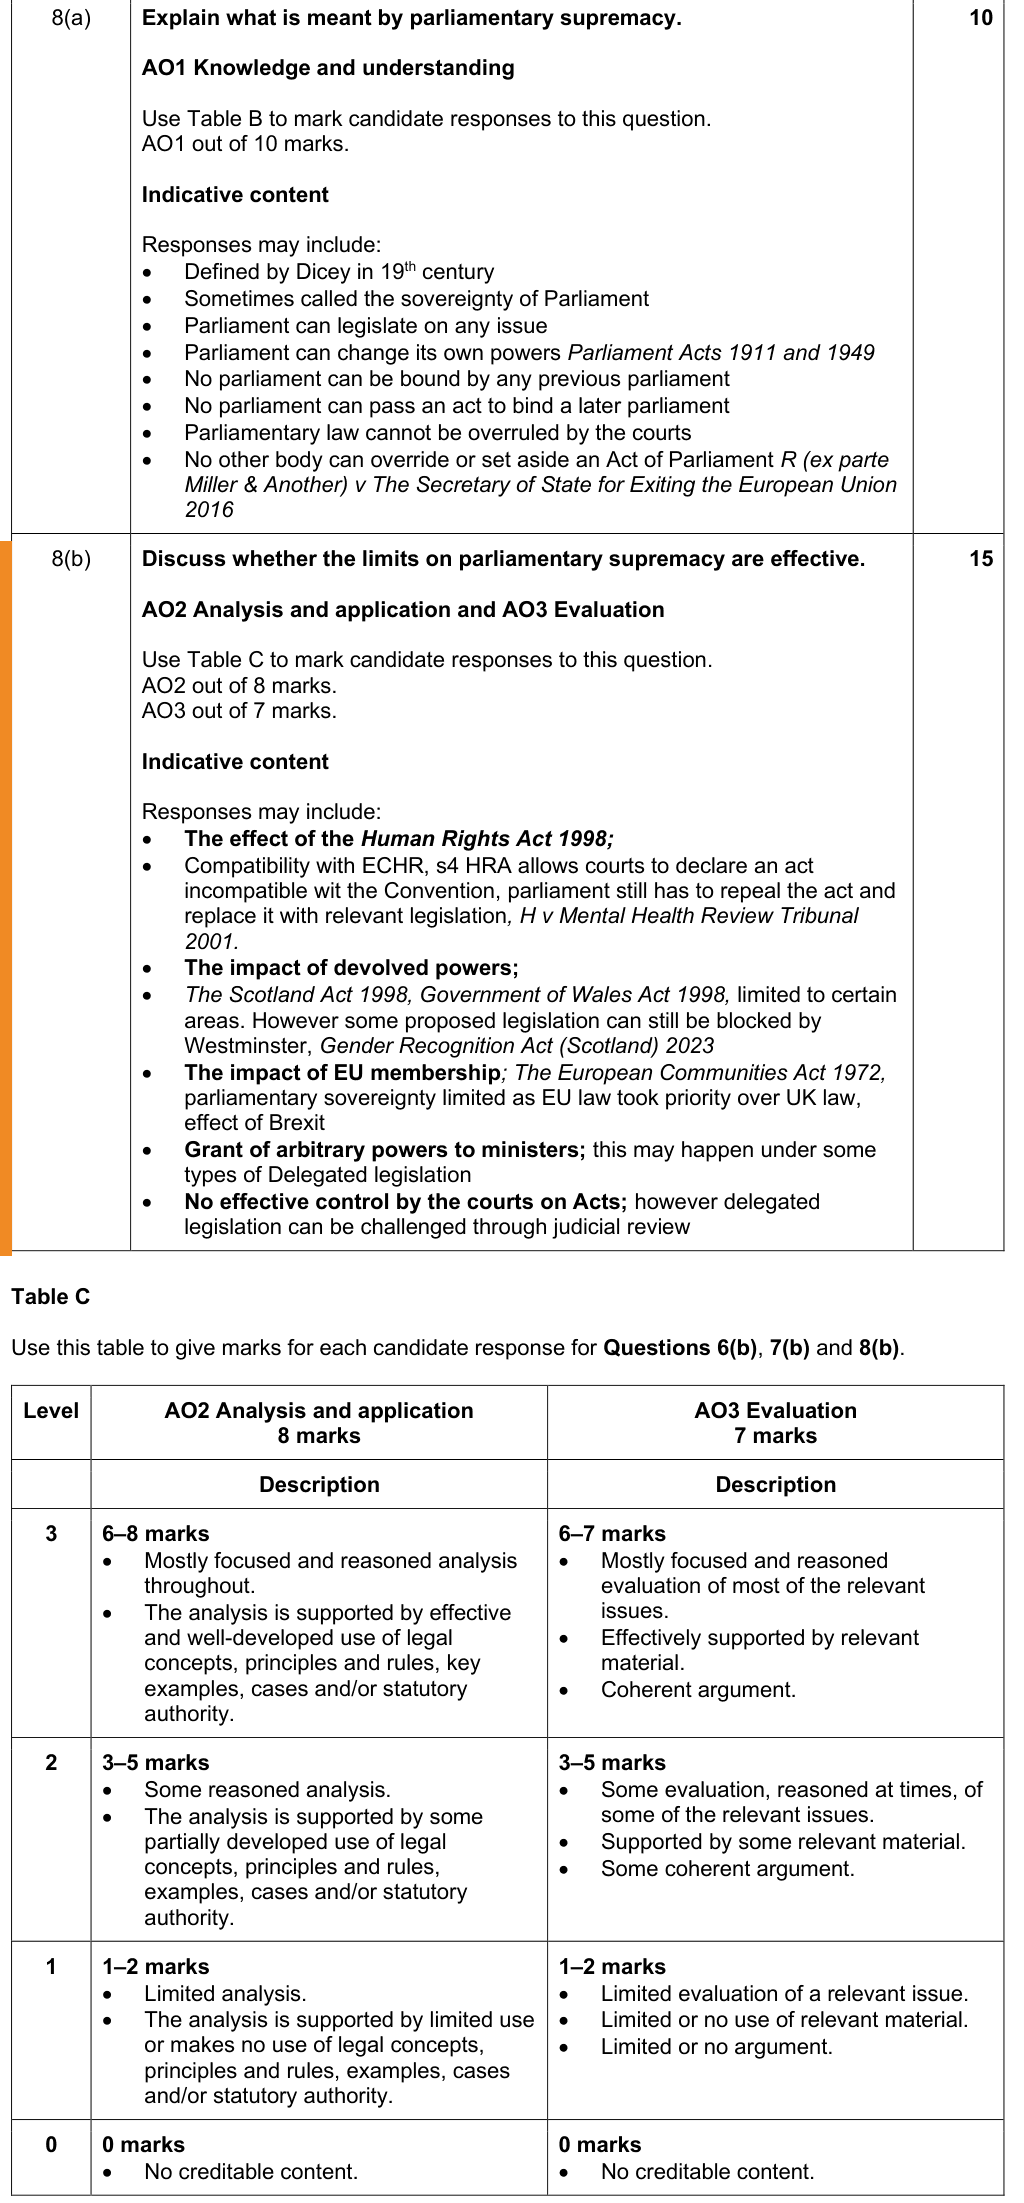 8(a) Explain what is meant by parliamentary supremacy. 10
AO1 Knowledge and understanding
Use Table B to mark candidate responses to this question.
AO1 out of 10 marks.
Indicative content
Responses may include:
• Defined by Dicey in 19th century
• Sometimes called the sovereignty of Parliament
• Parliament can legislate on any issue
• Parliament can change its own powers Parliament Acts 1911 and 1949
• No parliament can be bound by any previous parliament
• No parliament can pass an act to bind a later parliament
• Parliamentary law cannot be overruled by the courts
• No other body can override or set aside an Act of Parliament R (ex parte
Miller & Another) v The Secretary of State for Exiting the European Union
2016
8(b) Discuss whether the limits on parliamentary supremacy are effective. 15
AO2 Analysis and application and AO3 Evaluation
Use Table C to mark candidate responses to this question.
AO2 out of 8 marks.
AO3 out of 7 marks.
Indicative content
Responses may include:
• The effect of the Human Rights Act 1998;
• Compatibility with ECHR, s4 HRA allows courts to declare an act
incompatible wit the Convention, parliament still has to repeal the act and
replace it with relevant legislation, H v Mental Health Review Tribunal
2001.
• The impact of devolved powers;
• The Scotland Act 1998, Government of Wales Act 1998, limited to certain
areas. However some proposed legislation can still be blocked by
Westminster, Gender Recognition Act (Scotland) 2023
• The impact of EU membership; The European Communities Act 1972,
parliamentary sovereignty limited as EU law took priority over UK law,
effect of Brexit
• Grant of arbitrary powers to ministers; this may happen under some
types of Delegated legislation
• No effective control by the courts on Acts; however delegated
legislation can be challenged through judicial review
Table C
Use this table to give marks for each candidate response for Questions 6(b), 7(b) and 8(b).
Level
AO2 Analysis and application
8 marks
AO3 Evaluation
7 marks
Description
Description
3
6–8 marks
• Mostly focused and reasoned analysis
throughout.
• The analysis is supported by effective
and well-developed use of legal
concepts, principles and rules, key
examples, cases and/or statutory
authority.
6–7 marks
• Mostly focused and reasoned
evaluation of most of the relevant
issues.
• Effectively supported by relevant
material.
• Coherent argument.
2
3–5 marks
• Some reasoned analysis.
• The analysis is supported by some
partially developed use of legal
concepts, principles and rules,
examples, cases and/or statutory
authority.
3–5 marks
• Some evaluation, reasoned at times, of
some of the relevant issues.
• Supported by some relevant material.
• Some coherent argument.
1
1–2 marks
• Limited analysis.
• The analysis is supported by limited use
or makes no use of legal concepts,
principles and rules, examples, cases
and/or statutory authority.
1–2 marks
• Limited evaluation of a relevant issue.
• Limited or no use of relevant material.
• Limited or no argument.
0
0 marks
• No creditable content.
0 marks
• No creditable content.